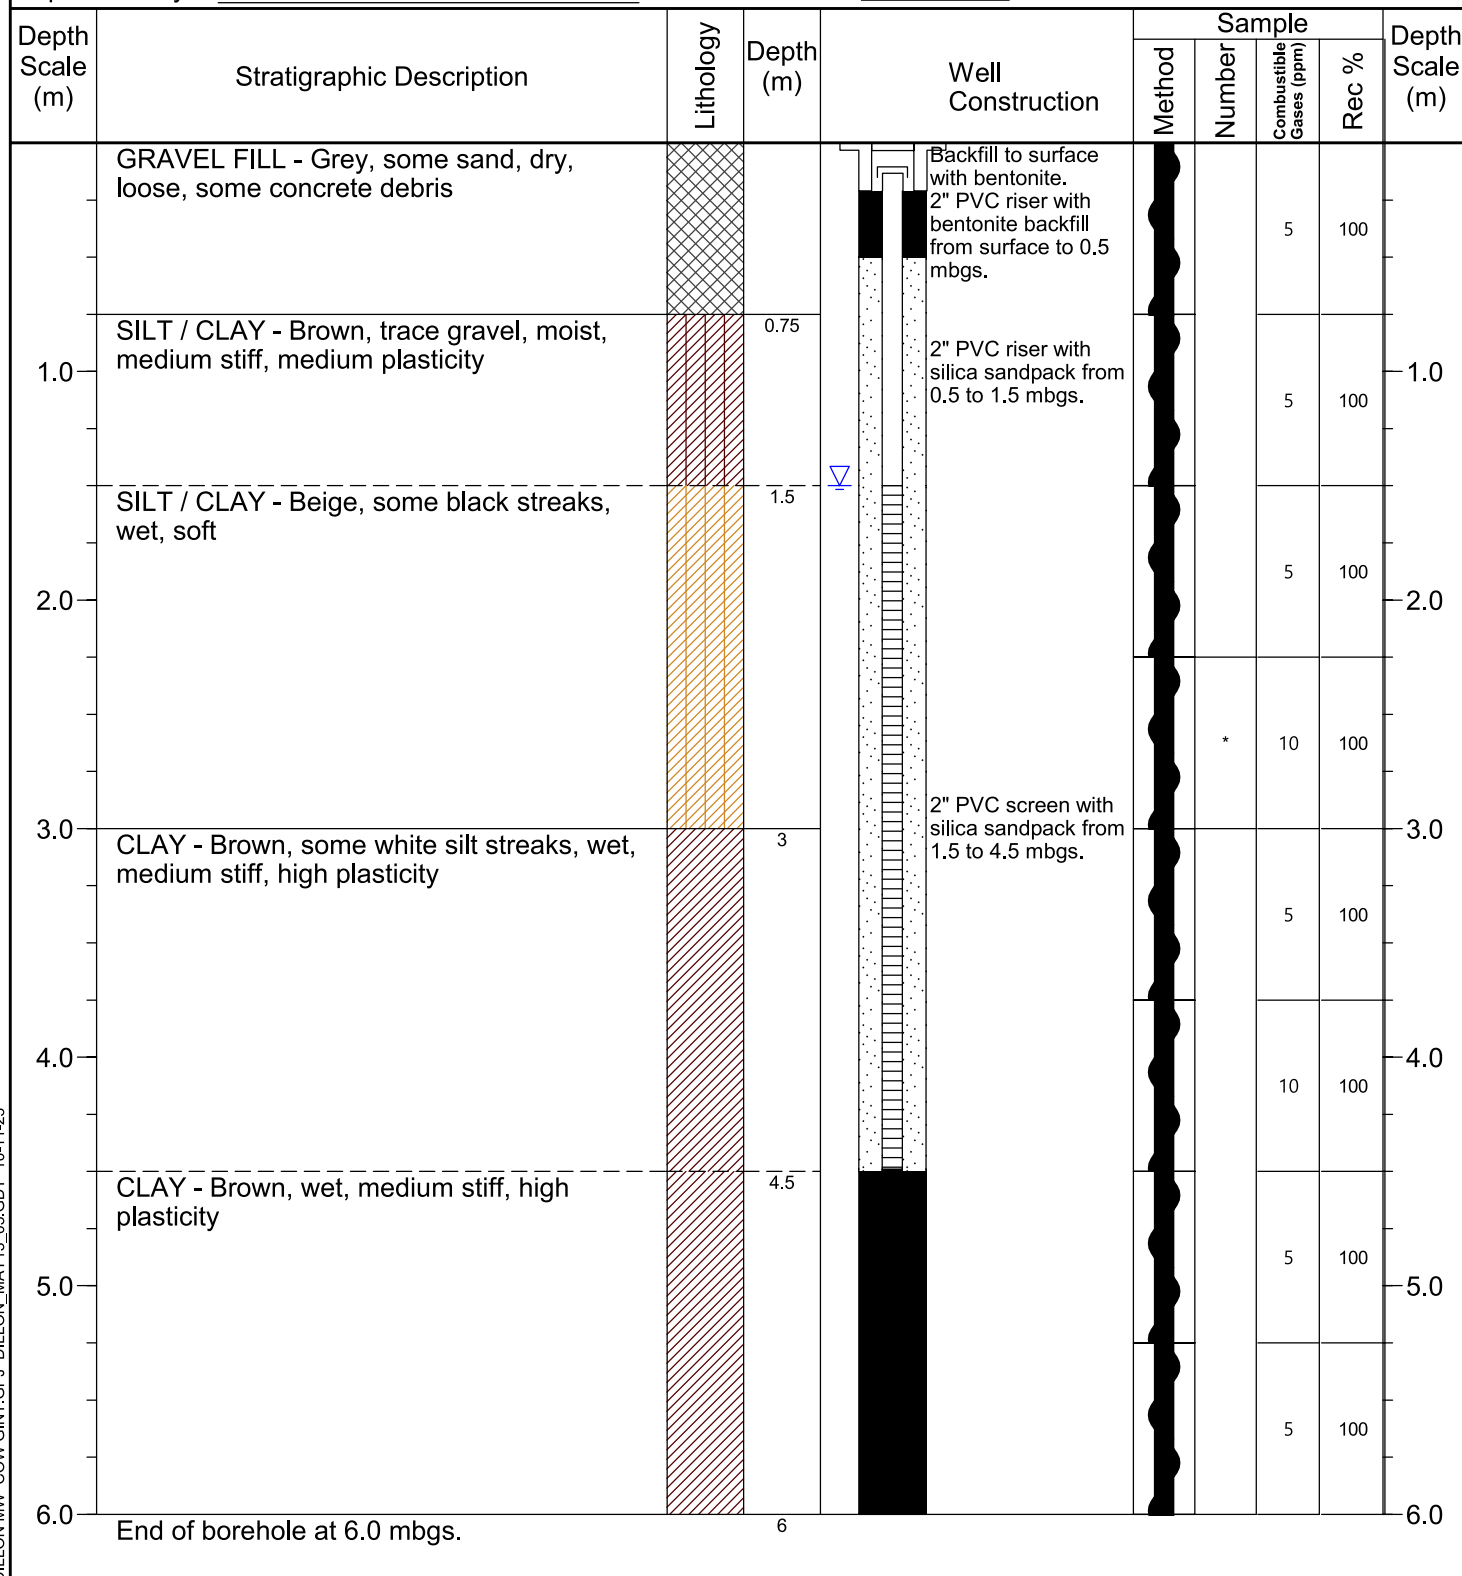 Depth
Scale
(m)
Stratigraphic Description
Lithology
Depth
(m)
Well
Construction
Sample
Method
Number
Combustible
Gases (ppm)
Rec %
Depth
Scale
(m)
GRAVEL FILL - Grey, some sand, dry,
loose, some concrete debris
Backfill to surface
with bentonite.
2" PVC riser with
bentonite backfill
from surface to 0.5
mbgs.
5 100
SILT / CLAY - Brown, trace gravel, moist,
medium stiff, medium plasticity
0.75
2" PVC riser with
silica sandpack from
0.5 to 1.5 mbgs.
1.0 1.0
5 100
SILT / CLAY - Beige, some black streaks,
wet, soft
1.5
5 100
2.0 2.0
* 10 100
2" PVC screen with
silica sandpack from
1.5 to 4.5 mbgs.
3.0 3.0
CLAY - Brown, some white silt streaks, wet,
medium stiff, high plasticity
3
5 100
4.0 4.0
10 100
CLAY - Brown, wet, medium stiff, high
plasticity
4.5
5 100
5.0 5.0
5 100
6.0 6.0
End of borehole at 6.0 mbgs.
6